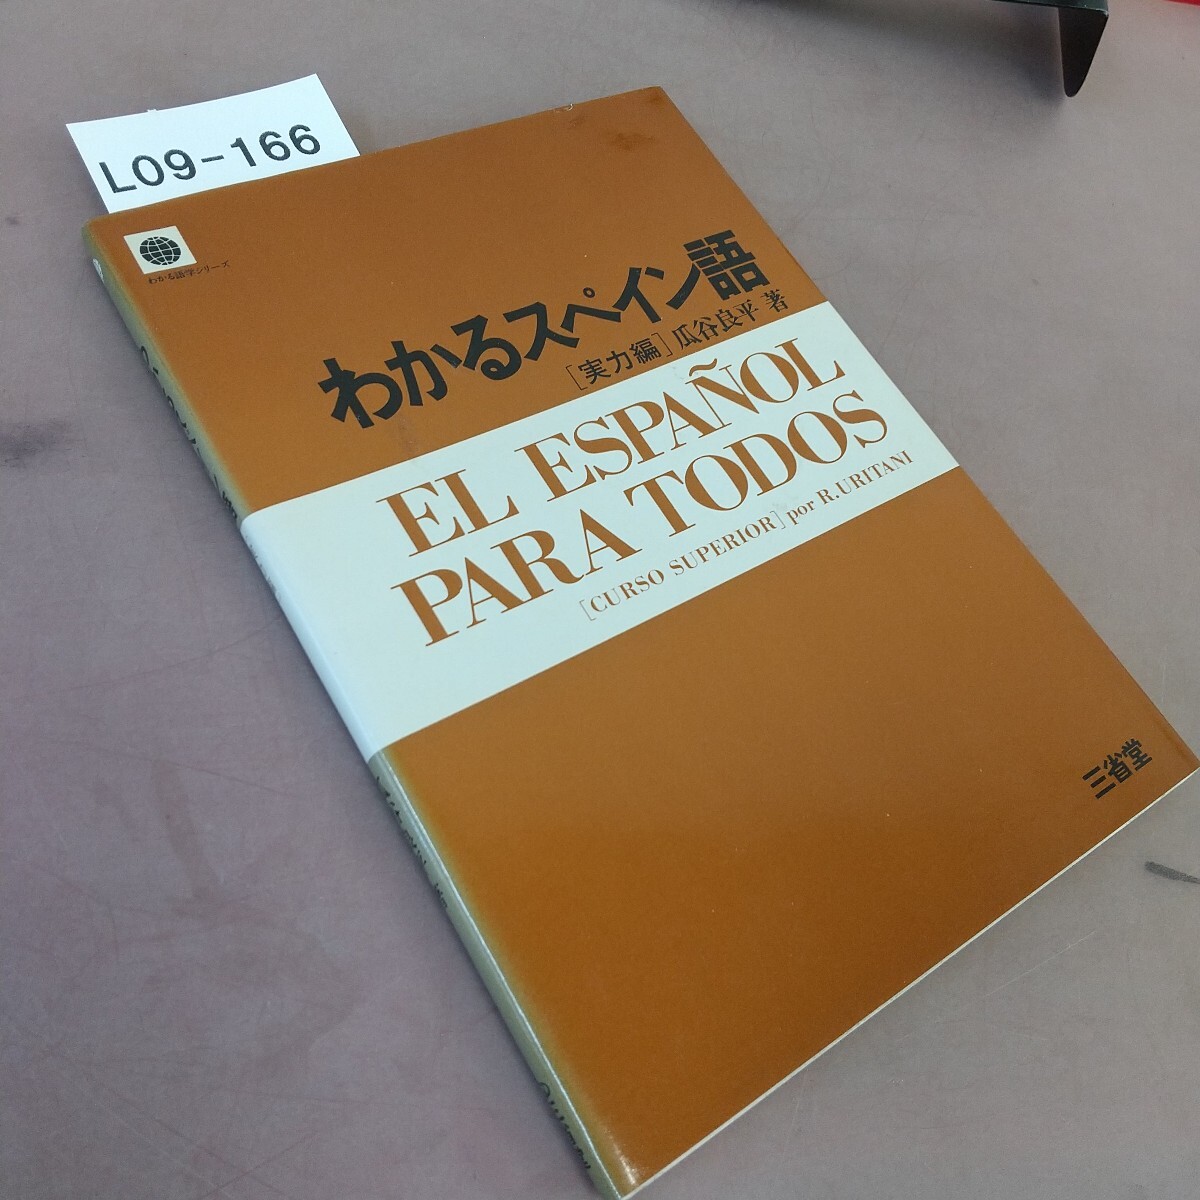 L09-166
わかる語学シリーズ
わかるスペイン語
[実力編] 瓜谷良平 著
EL ESPAÑOL
PARA TODOS
[CURSO SUPERIOR] por R.URITANI
三省堂